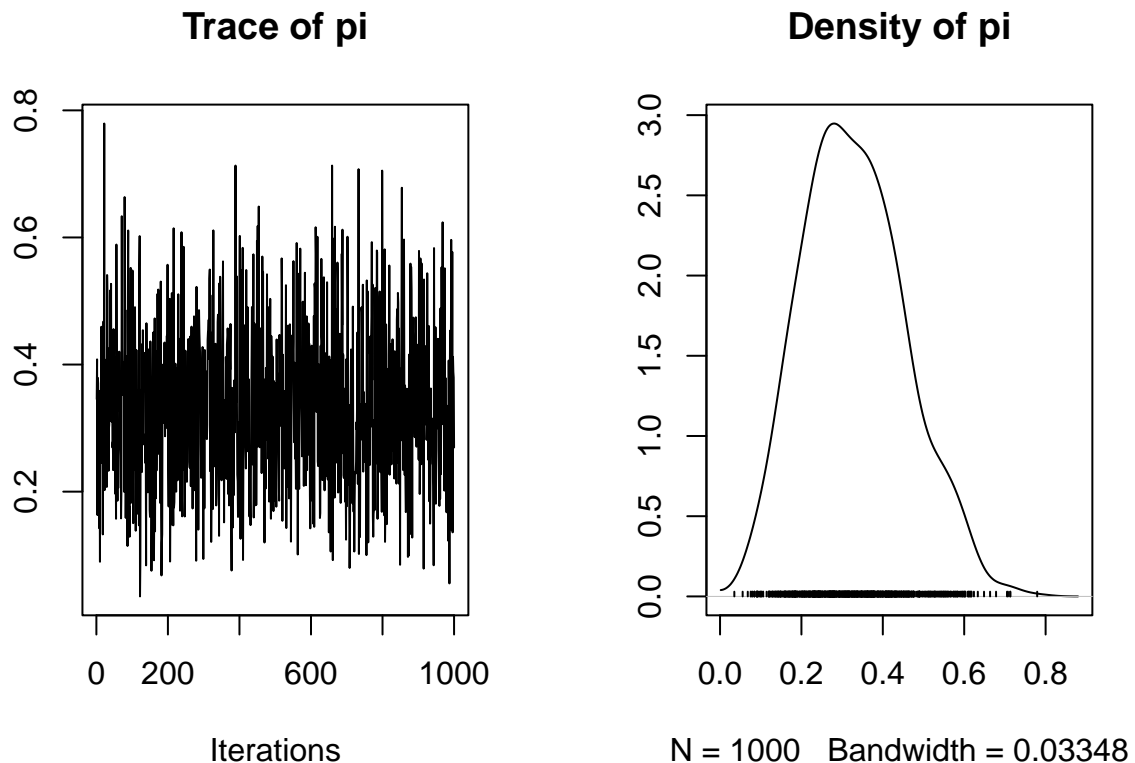 Trace of pi
0.8
0.6
0.4
0.2
0 200 600 1000
Iterations
Density of pi
3.0
2.5
2.0
1.5
1.0
0.5
0.0
0.0 0.2 0.4 0.6 0.8
N = 1000 Bandwidth = 0.03348